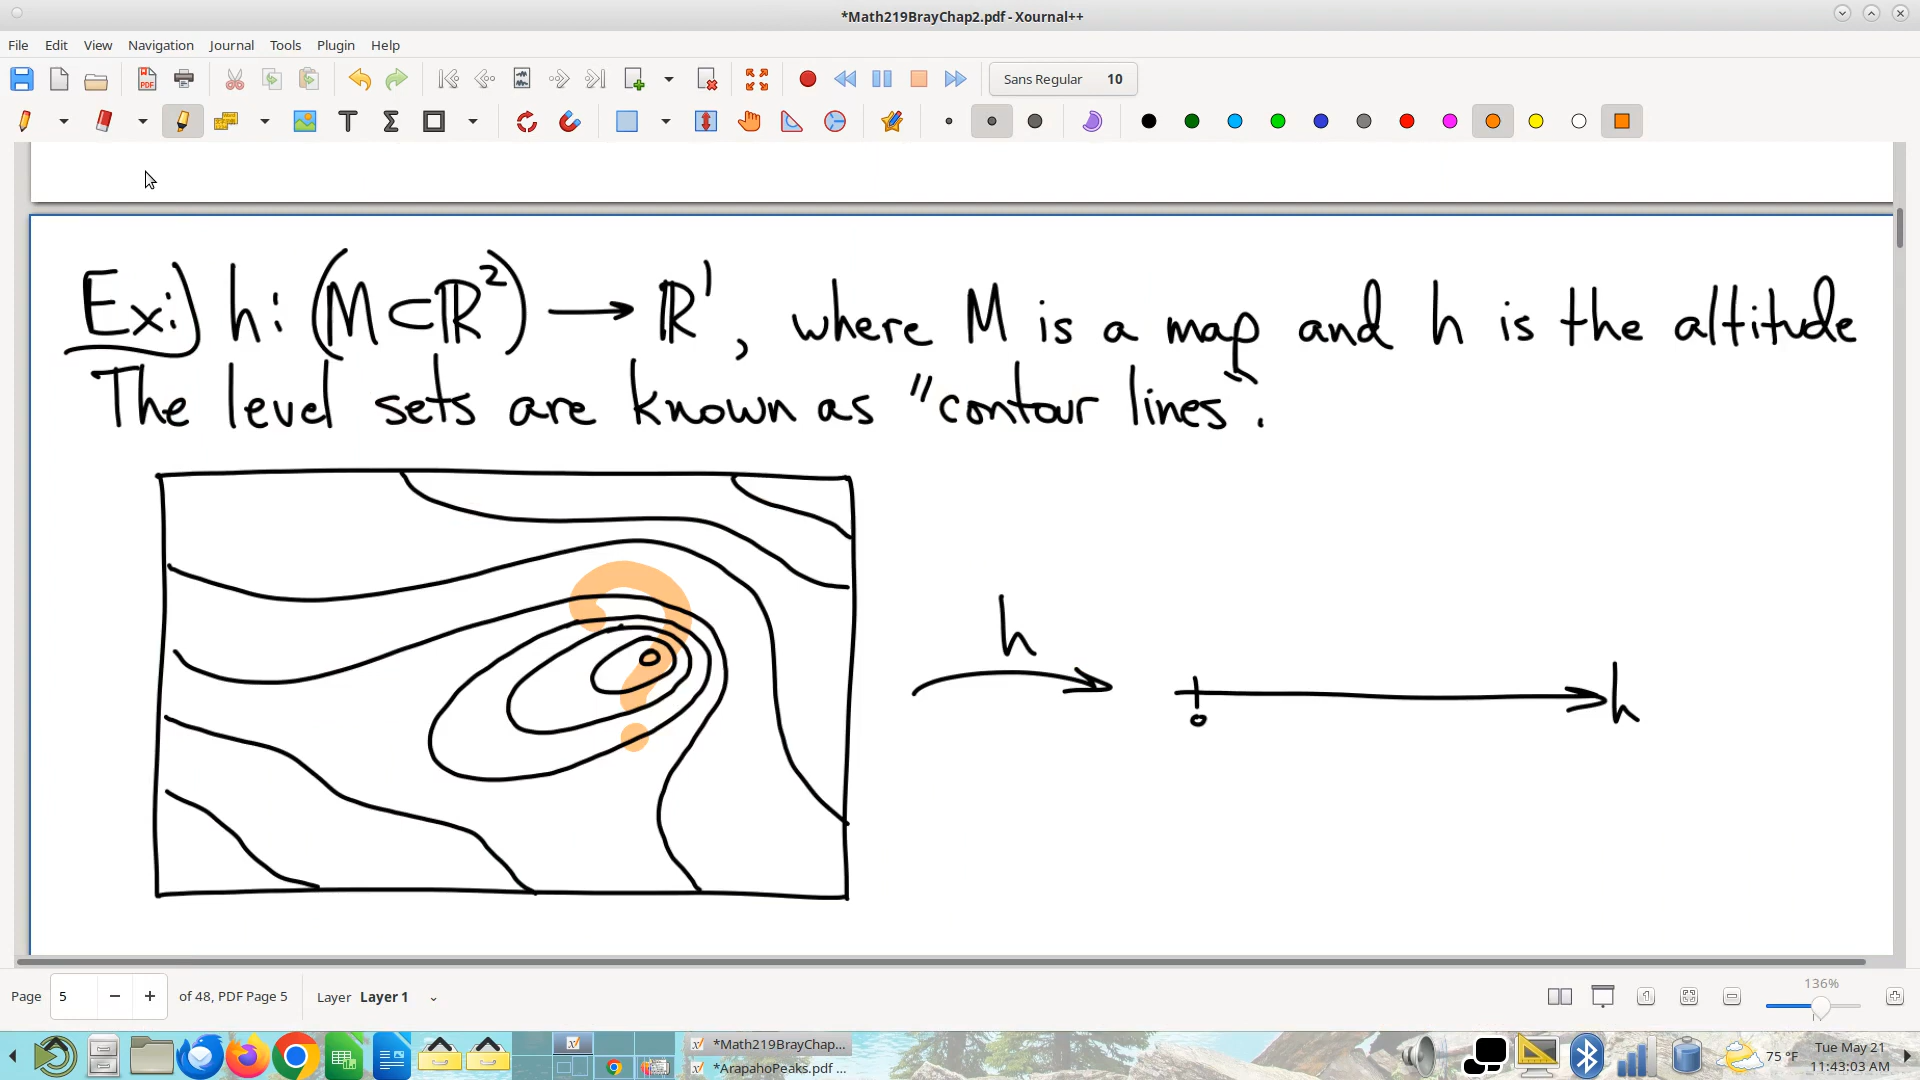 *Math219BrayChap2.pdf - Xournal++
File Edit View Navigation Journal Tools Plugin Help
Sans Regular 10
Ex:) h: (M⊂ℝ²) → ℝ¹, where M is a map and h is the altitude
The level sets are known as "contour lines".
?
h
0 h
Page 5 of 48, PDF Page 5 Layer Layer 1
136%
*Math219BrayChap...
*ArapahoPeaks.pdf ...
75 °F
Tue May 21
11:43:03 AM